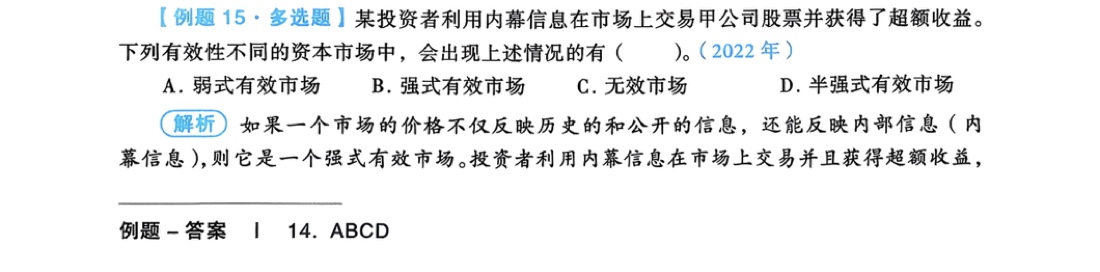 【例题 15·多选题】某投资者利用内幕信息在市场上交易甲公司股票并获得了超额收益。
下列有效性不同的资本市场中，会出现上述情况的有（　　）。（2022 年）
A. 弱式有效市场　　B. 强式有效市场　　C. 无效市场　　D. 半强式有效市场
解析 如果一个市场的价格不仅反映历史的和公开的信息，还能反映内部信息（内
幕信息），则它是一个强式有效市场。投资者利用内幕信息在市场上交易并且获得超额收益，
例题 – 答案　|　14. ABCD